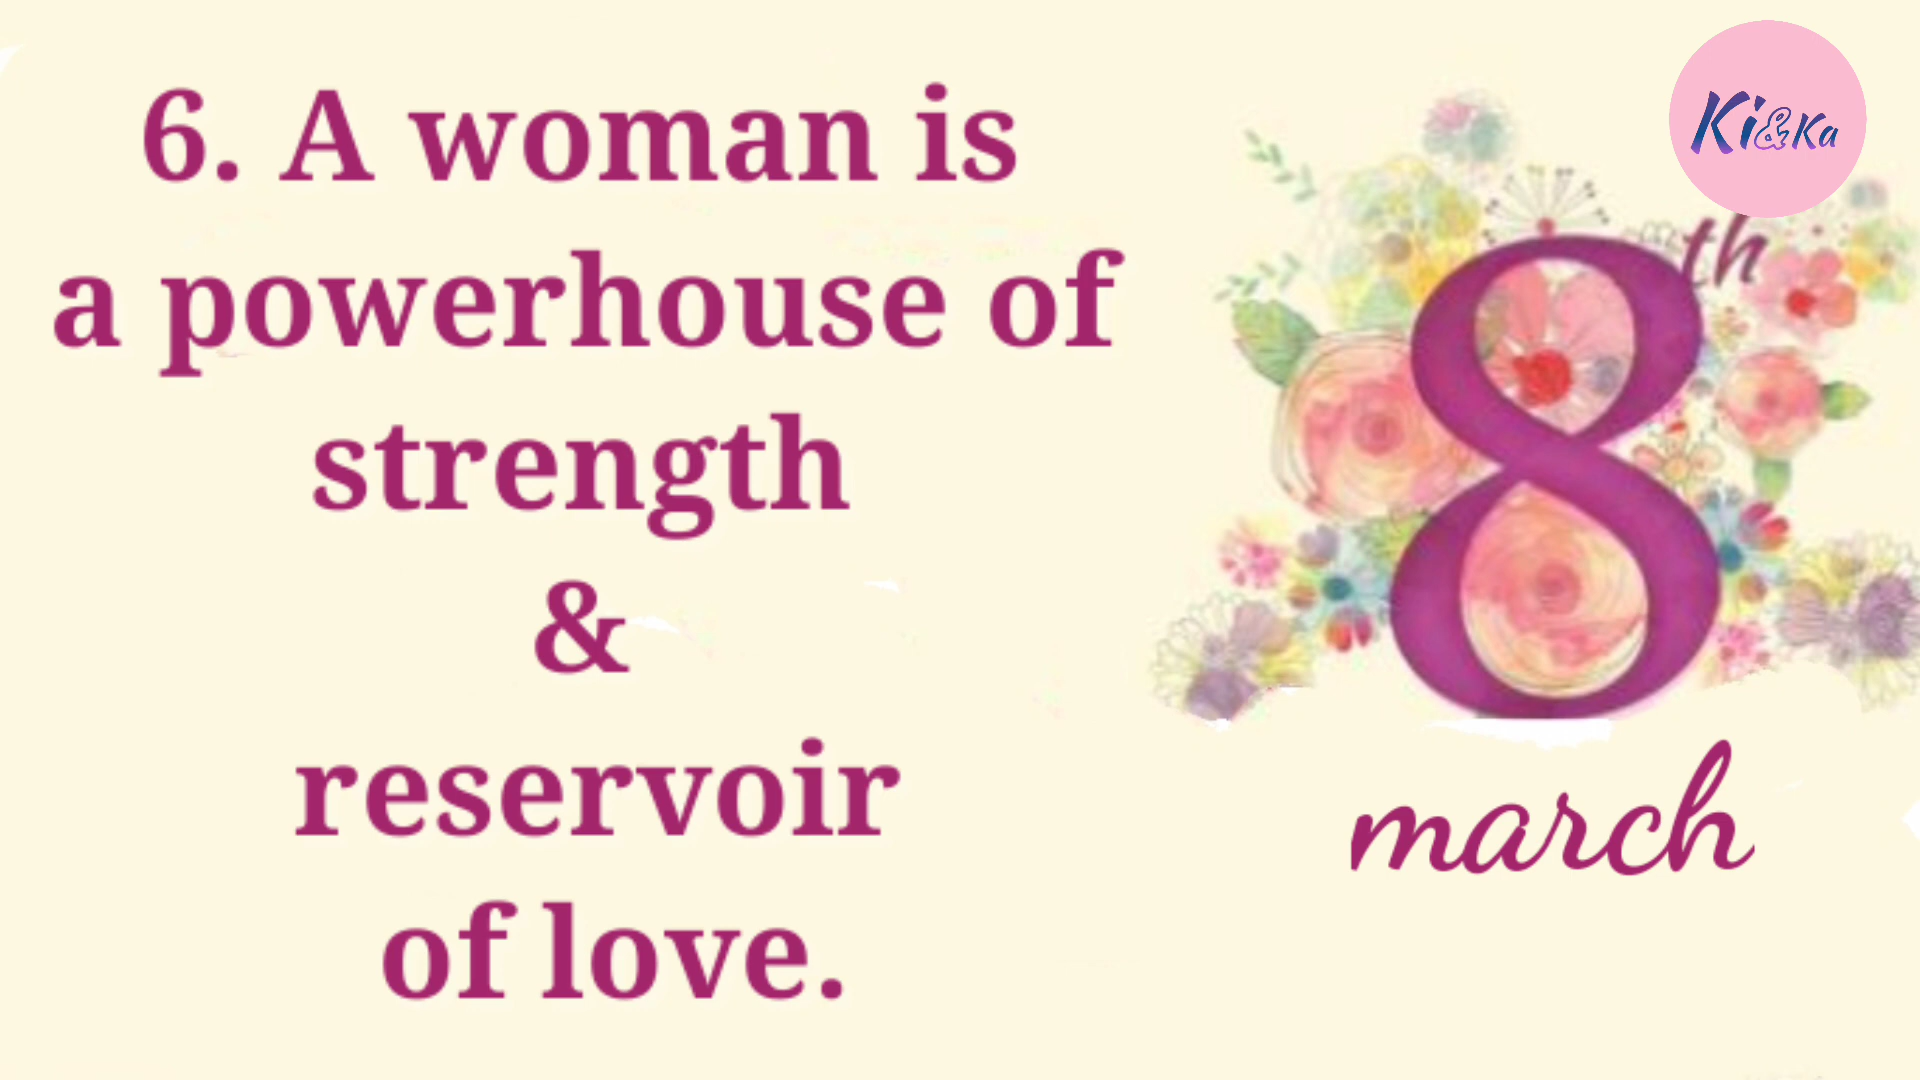 6. A woman is
a powerhouse of
strength
&
reservoir
of love.
Ki&Ka
8th
march